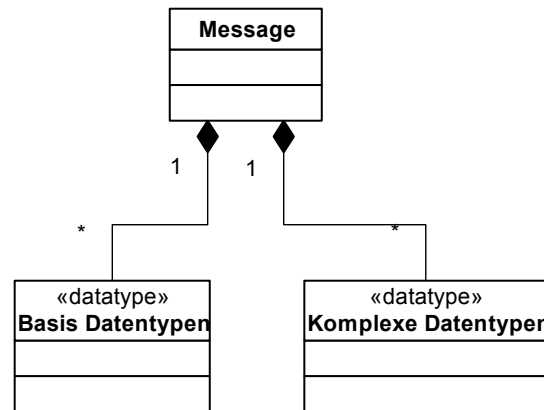 Message
1
1
*
*
«datatype»
Basis Datentypen
«datatype»
Komplexe Datentypen